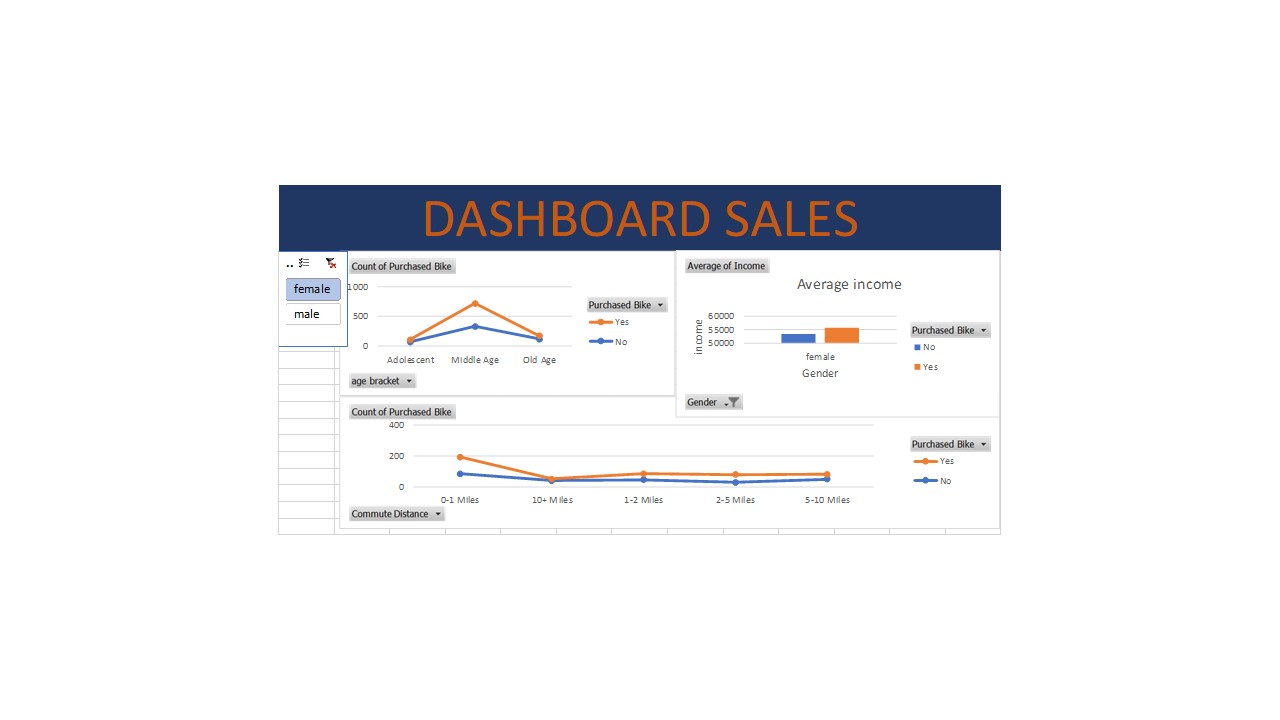 DASHBOARD SALES
..
female
male
Count of Purchased Bike
1000
500
0
Adolescent Middle Age Old Age
Purchased Bike
Yes
No
age bracket
Average of Income
Average income
income
60000
55000
50000
female
Gender
Purchased Bike
No
Yes
Gender
Count of Purchased Bike
400
200
0
0-1 Miles 10+ Miles 1-2 Miles 2-5 Miles 5-10 Miles
Purchased Bike
Yes
No
Commute Distance